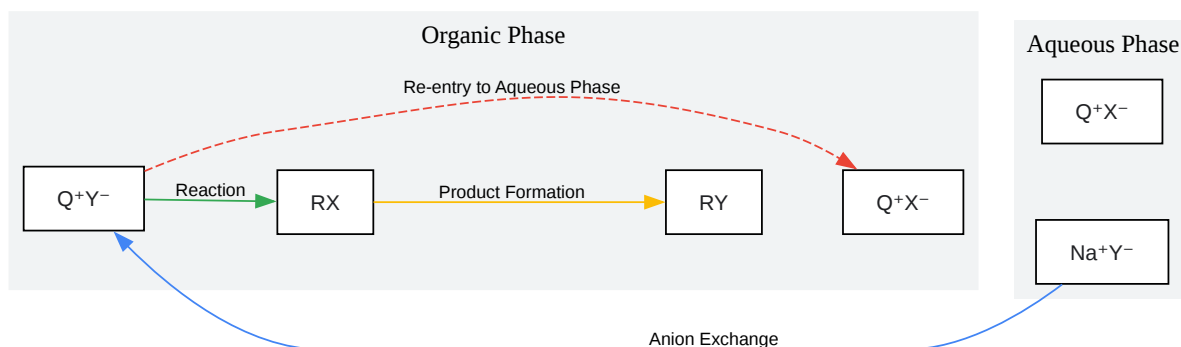 Organic Phase
Aqueous Phase
Re-entry to Aqueous Phase
Q⁺X⁻
Q⁺Y⁻
Reaction
RX
Product Formation
RY
Q⁺X⁻
Na⁺Y⁻
Anion Exchange